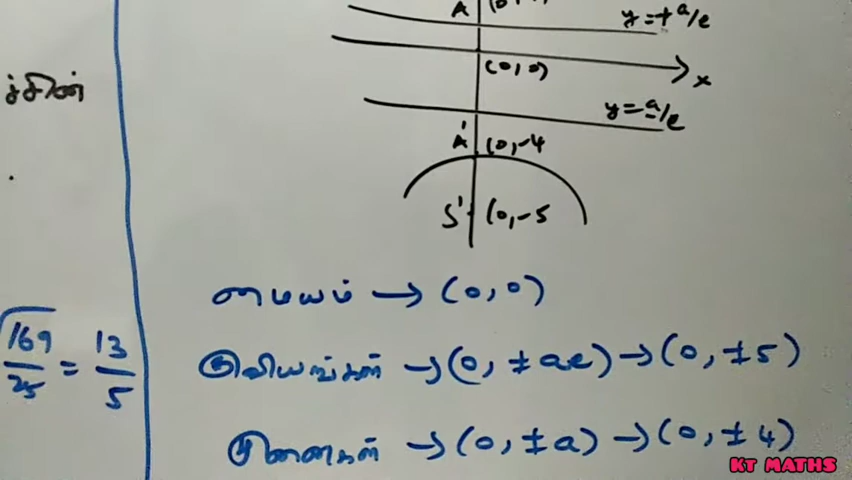 A
y=+a/e
(0,0)
x
y=-a/e
A' (0,-4
S' (0,-5
மையம் → (0,0)
√169/25 = 13/5
குவியங்கள் → (0, ±ae) → (0, ±5)
முனைகள் → (0, ±a) → (0, ±4)
KT MATHS